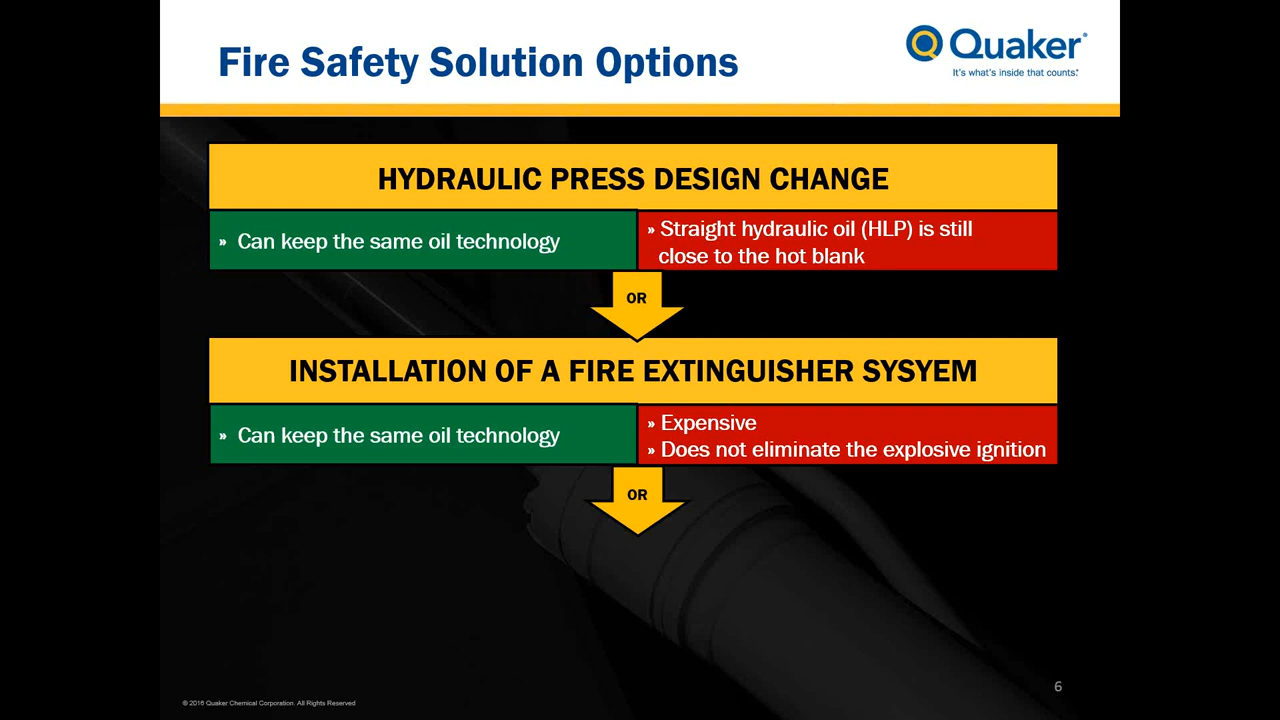 Fire Safety Solution Options
Quaker®
It's what's inside that counts.®
HYDRAULIC PRESS DESIGN CHANGE
» Can keep the same oil technology
» Straight hydraulic oil (HLP) is still
close to the hot blank
OR
INSTALLATION OF A FIRE EXTINGUISHER SYSYEM
» Can keep the same oil technology
» Expensive
» Does not eliminate the explosive ignition
OR
6
© 2016 Quaker Chemical Corporation. All Rights Reserved